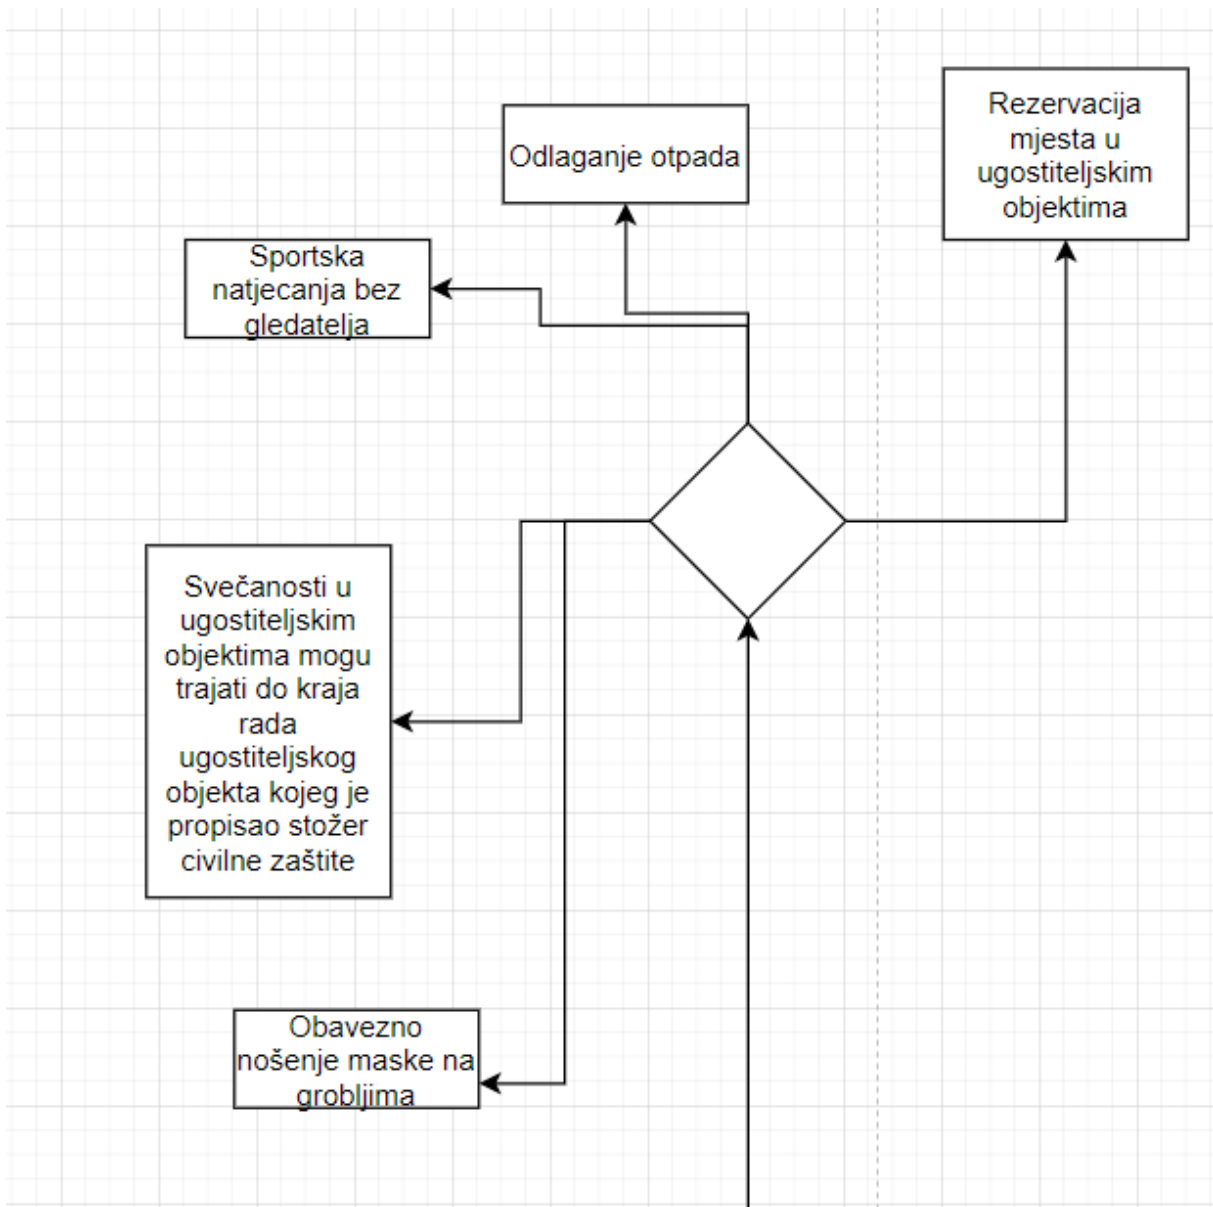 Rezervacija
mjesta u
ugostiteljskim
objektima
Odlaganje otpada
Sportska
natjecanja bez
gledatelja
Svečanosti u
ugostiteljskim
objektima mogu
trajati do kraja
rada
ugostiteljskog
objekta kojeg je
propisao stožer
civilne zaštite
Obavezno
nošenje maske na
grobljima